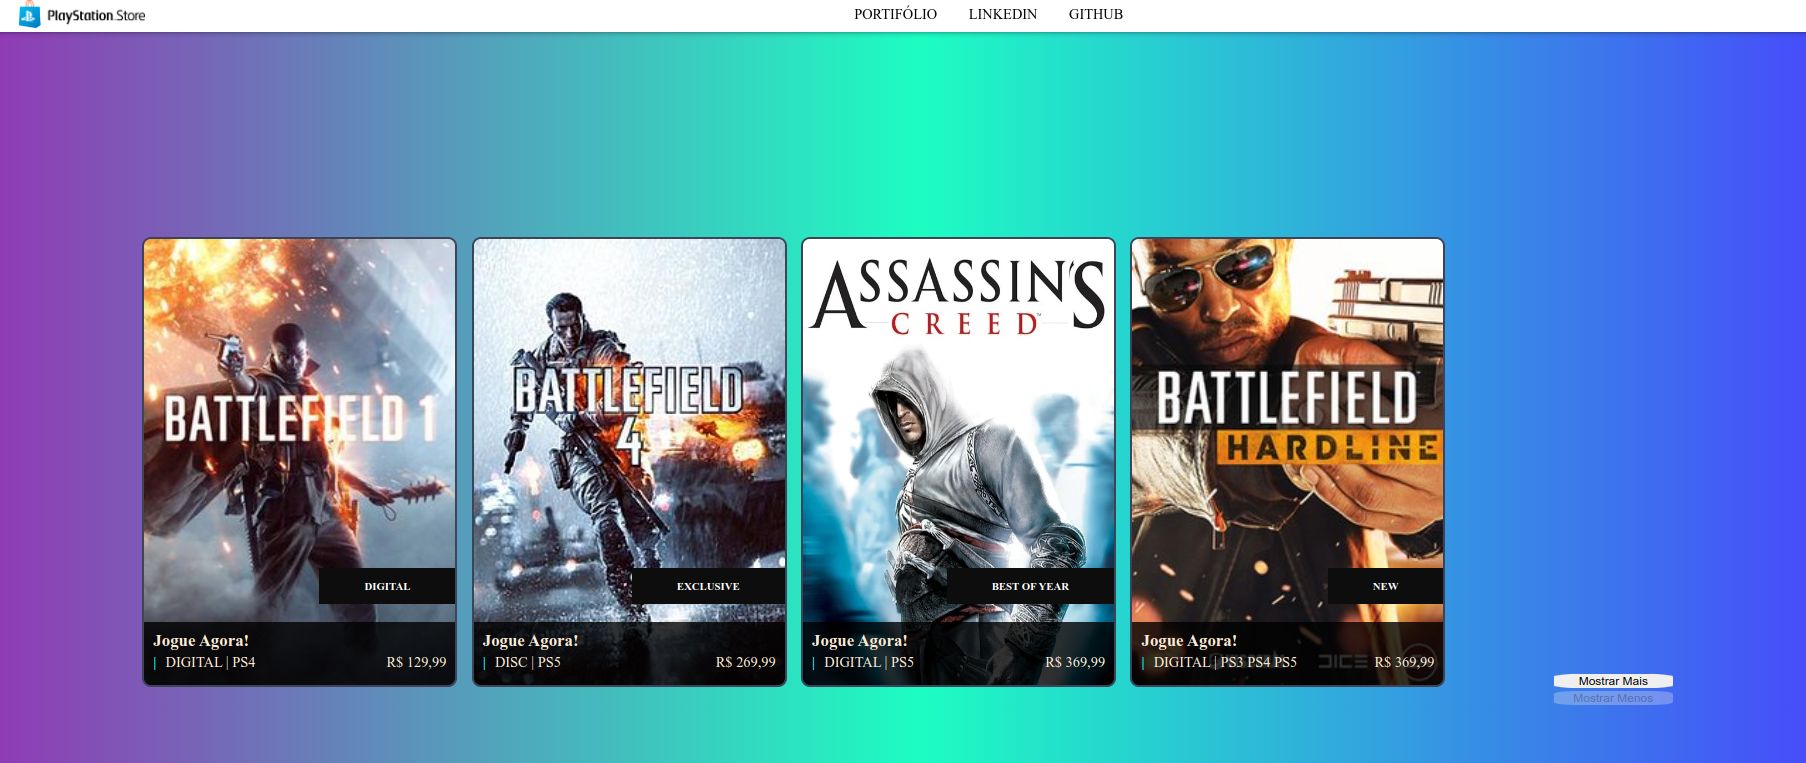 PlayStation Store
PORTIFÓLIO LINKEDIN GITHUB
BATTLEFIELD 1
DIGITAL
Jogue Agora!
| DIGITAL | PS4 R$ 129,99
BATTLEFIELD
4
EXCLUSIVE
Jogue Agora!
| DISC | PS5 R$ 269,99
ASSASSIN'S
CREED
BEST OF YEAR
Jogue Agora!
| DIGITAL | PS5 R$ 369,99
BATTLEFIELD
HARDLINE
NEW
Jogue Agora!
| DIGITAL | PS3 PS4 PS5 R$ 369,99
DICE
Mostrar Mais
Mostrar Menos